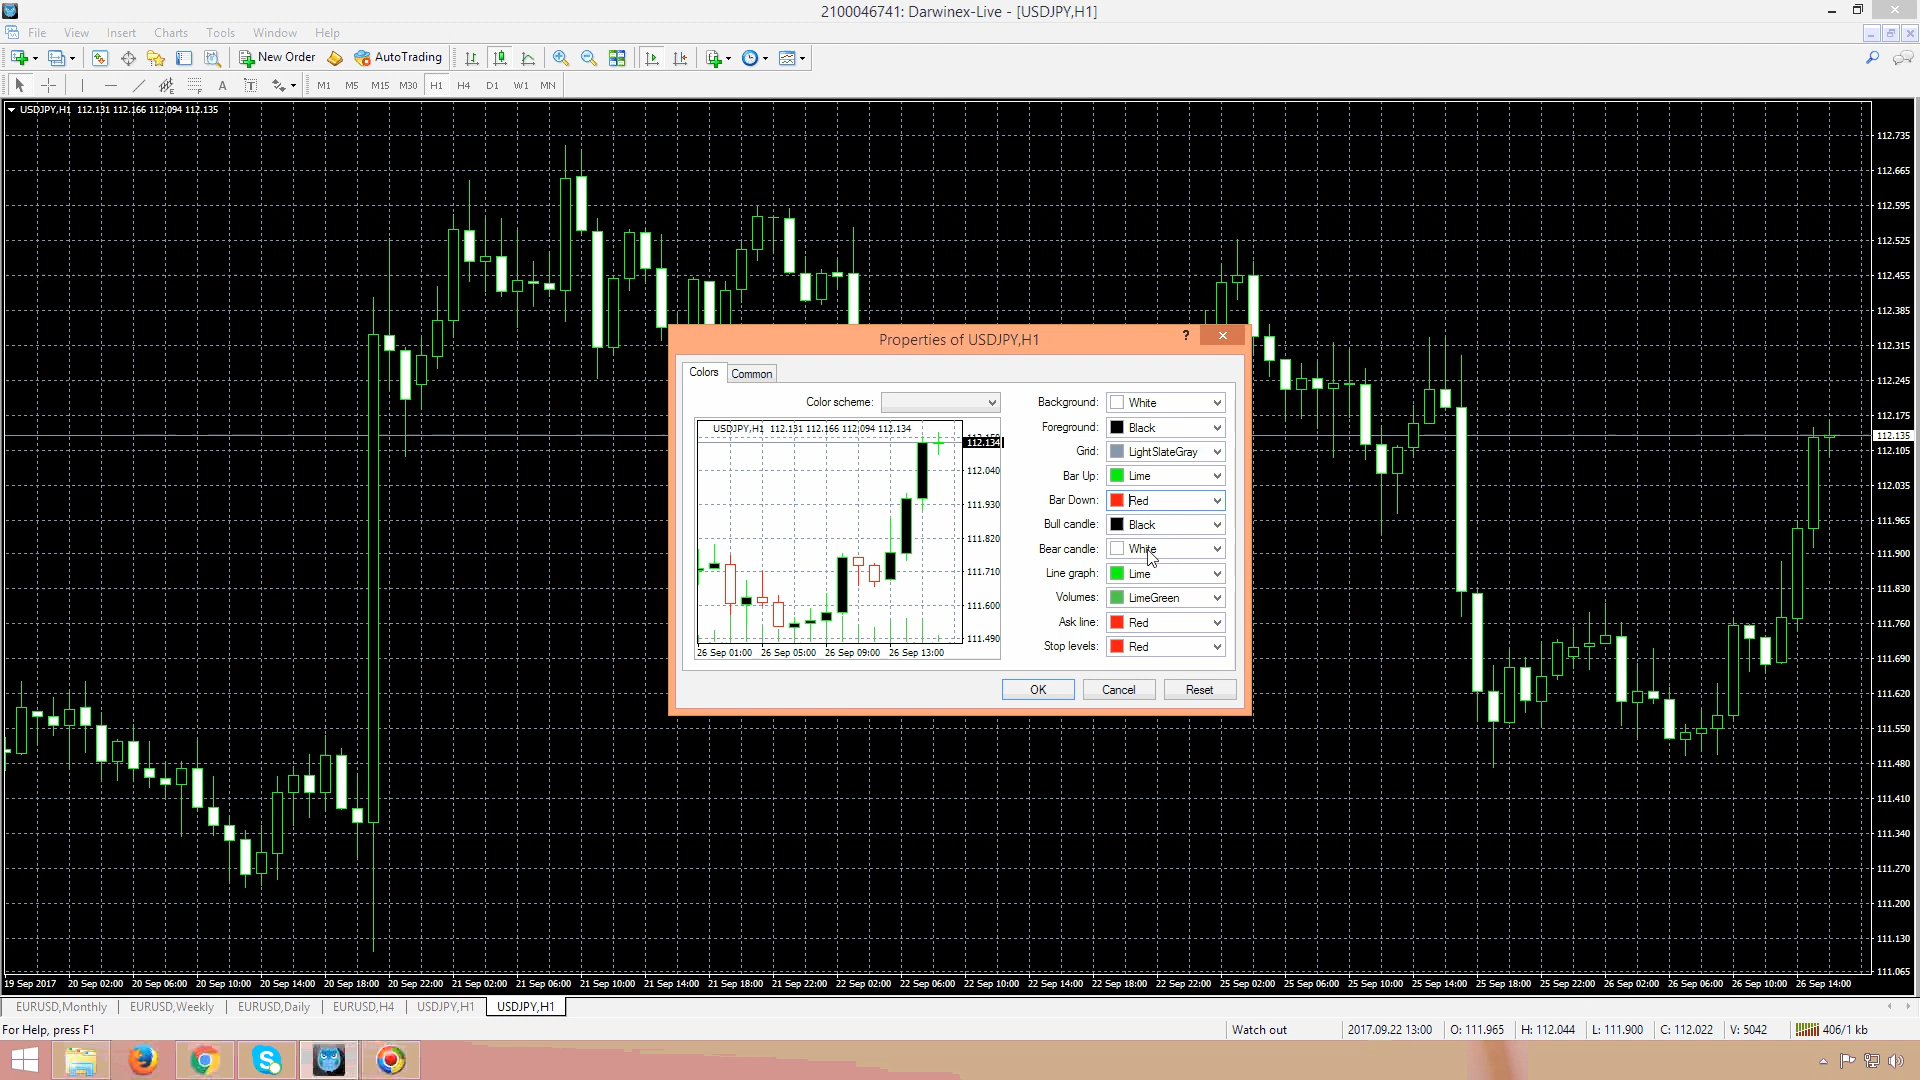 2100046741: Darwinex-Live - [USDJPY,H1]
File View Insert Charts Tools Window Help
New Order AutoTrading
A T M1 M5 M15 M30 H1 H4 D1 W1 MN
USDJPY,H1 112.131 112.166 112.094 112.135
112.735
112.665
112.595
112.525
112.455
112.385
112.315
112.245
112.175
112.135
112.105
112.035
111.965
111.900
111.830
111.760
111.690
111.620
111.550
111.480
111.410
111.340
111.270
111.200
111.130
111.065
Properties of USDJPY,H1 ?
Colors Common
Color scheme:
USDJPY,H1 112.131 112.166 112.094 112.134
112.134
112.040
111.930
111.820
111.710
111.600
111.490
26 Sep 01:00 26 Sep 05:00 26 Sep 09:00 26 Sep 13:00
Background: White
Foreground: Black
Grid: LightSlateGray
Bar Up: Lime
Bar Down: Red
Bull candle: Black
Bear candle: White
Line graph: Lime
Volumes: LimeGreen
Ask line: Red
Stop levels: Red
OK Cancel Reset
19 Sep 2017 20 Sep 02:00 20 Sep 06:00 20 Sep 10:00 20 Sep 14:00 20 Sep 18:00 20 Sep 22:00 21 Sep 02:00 21 Sep 06:00 21 Sep 10:00 21 Sep 14:00 21 Sep 18:00 21 Sep 22:00 22 Sep 02:00 22 Sep 06:00 22 Sep 10:00 22 Sep 14:00 22 Sep 18:00 22 Sep 22:00 25 Sep 02:00 25 Sep 06:00 25 Sep 10:00 25 Sep 14:00 25 Sep 18:00 25 Sep 22:00 26 Sep 02:00 26 Sep 06:00 26 Sep 10:00 26 Sep 14:00
EURUSD,Monthly EURUSD,Weekly EURUSD,Daily EURUSD,H4 USDJPY,H1 USDJPY,H1
For Help, press F1 Watch out 2017.09.22 13:00 O: 111.965 H: 112.044 L: 111.900 C: 112.022 V: 5042 406/1 kb